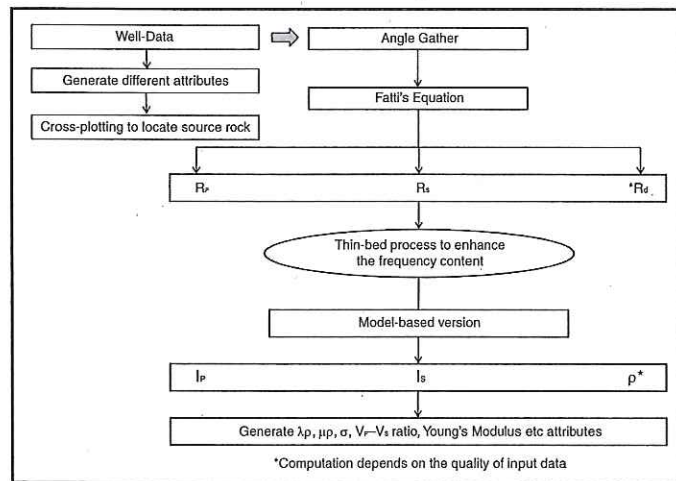 Well-Data
Angle Gather
Generate different attributes
Fatti's Equation
Cross-plotting to locate source rock
Rₚ Rₛ *R_d
Thin-bed process to enhance
the frequency content
Model-based version
Iₚ Iₛ ρ*
Generate λρ, μρ, σ, Vₚ–Vₛ ratio, Young's Modulus etc attributes
*Computation depends on the quality of input data